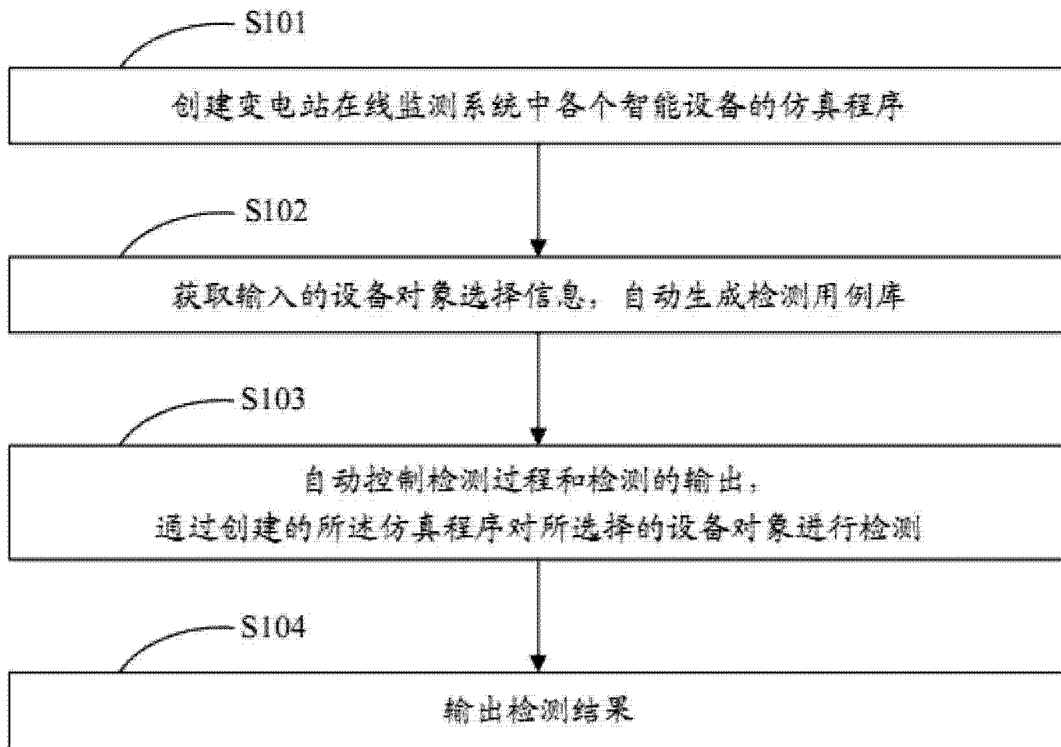 S101
创建变电站在线监测系统中各个智能设备的仿真程序
S102
获取输入的设备对象选择信息，自动生成检测用例库
S103
自动控制检测过程和检测的输出，
通过创建的所述仿真程序对所选择的设备对象进行检测
S104
输出检测结果